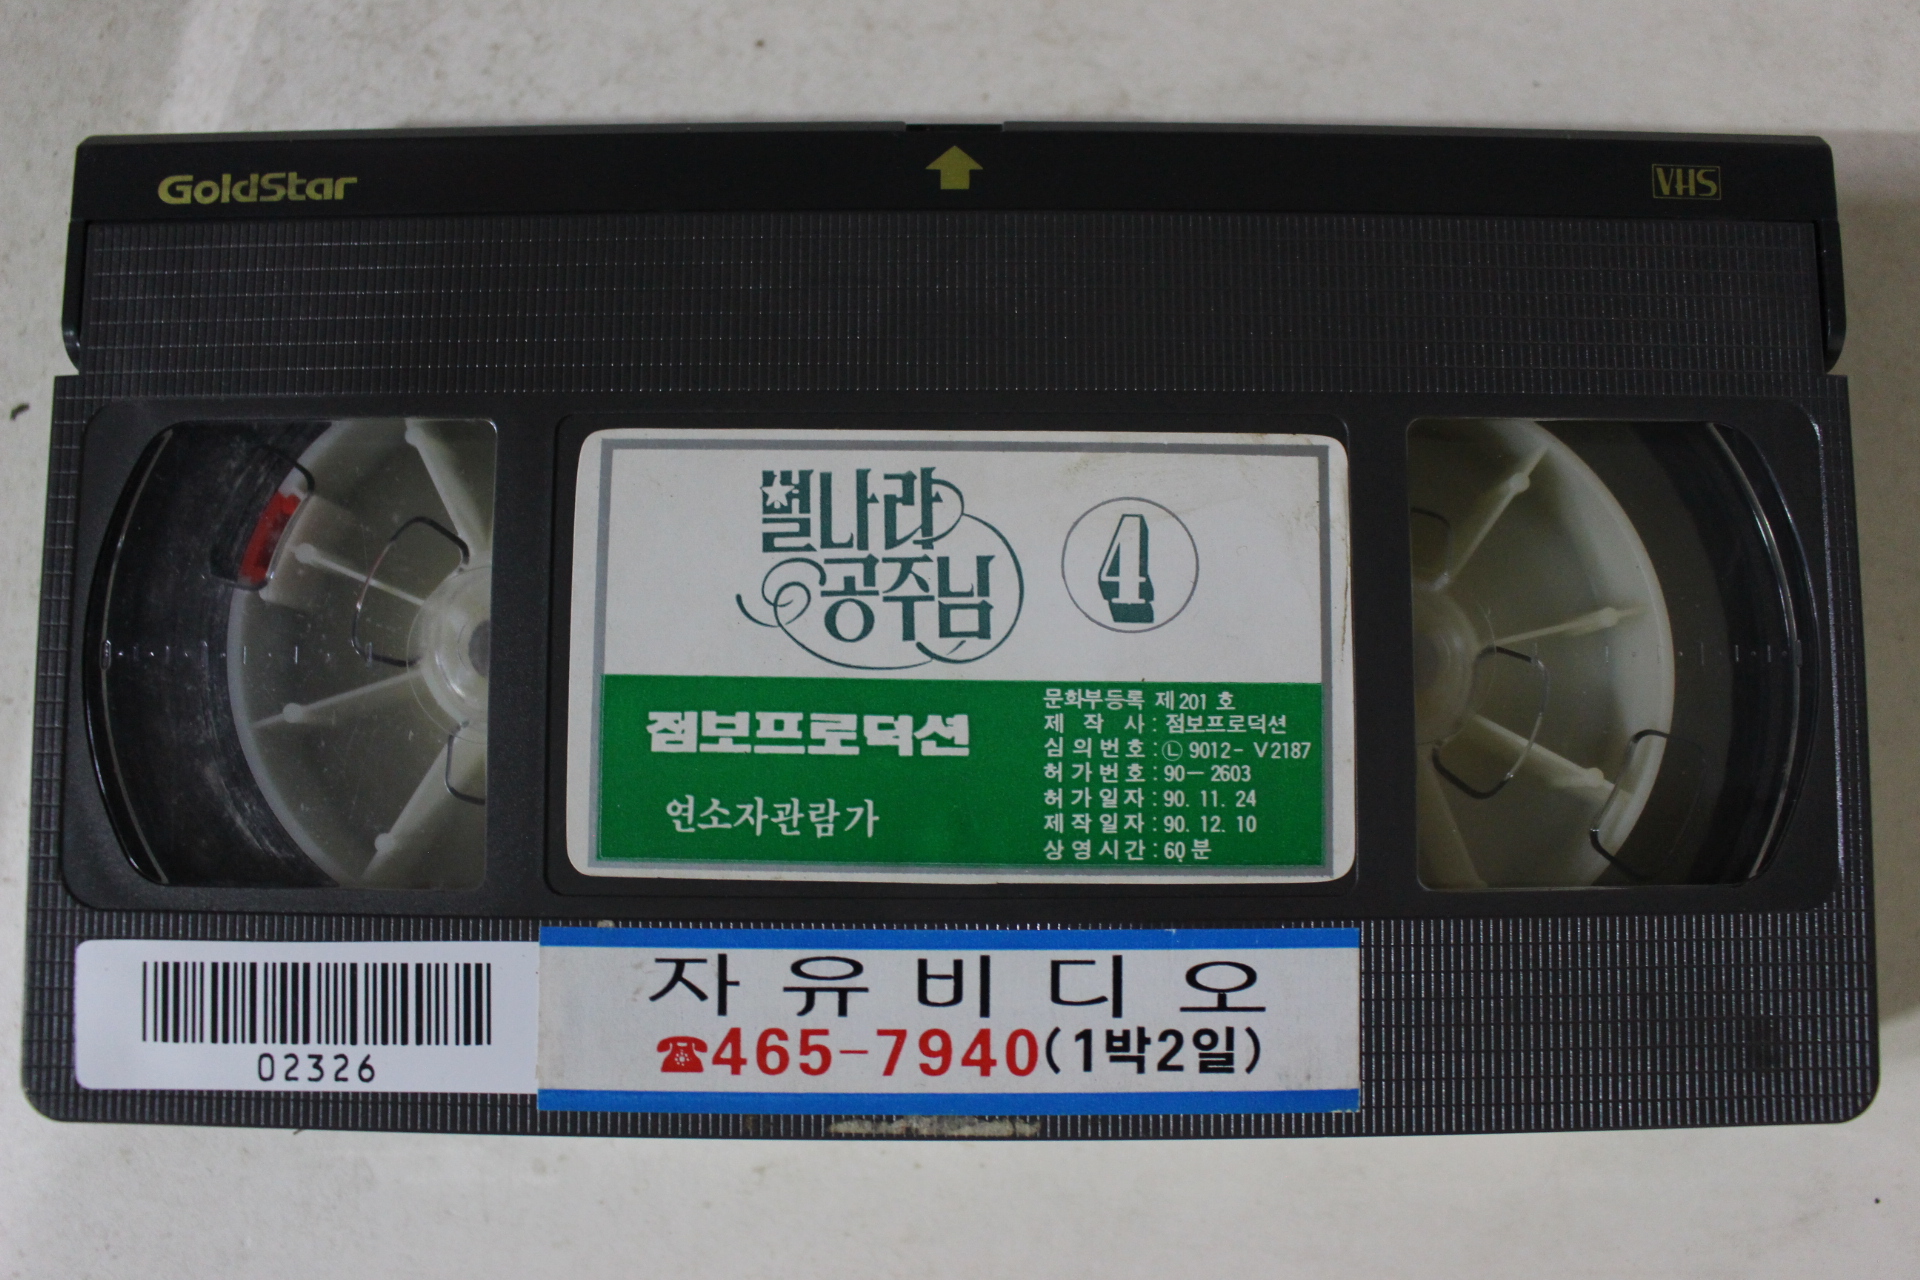 GoldStar
VHS
별나라
공주님
4
점보프로덕션
연소자관람가
문화부등록 제201호
제작사 : 점보프로덕션
심의번호 : Ⓛ 9012- V2187
허가번호 : 90-2603
허가일자 : 90. 11. 24
제작일자 : 90. 12. 10
상영시간 : 60분
02326
자유비디오
☎465-7940(1박2일)